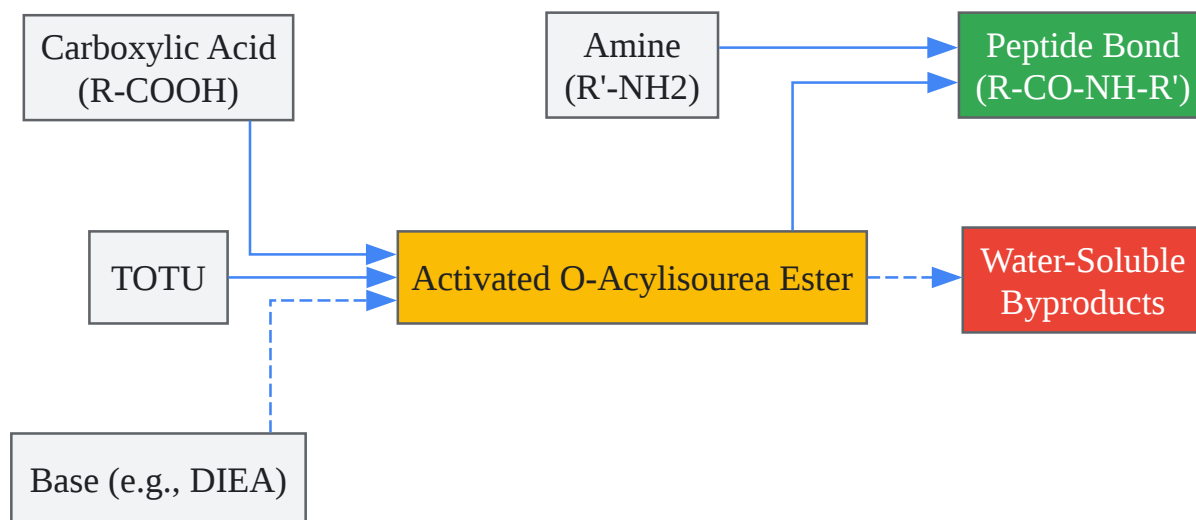 Carboxylic Acid
(R-COOH)
Amine
(R'-NH2)
Peptide Bond
(R-CO-NH-R')
TOTU
Activated O-Acylisourea Ester
Water-Soluble
Byproducts
Base (e.g., DIEA)